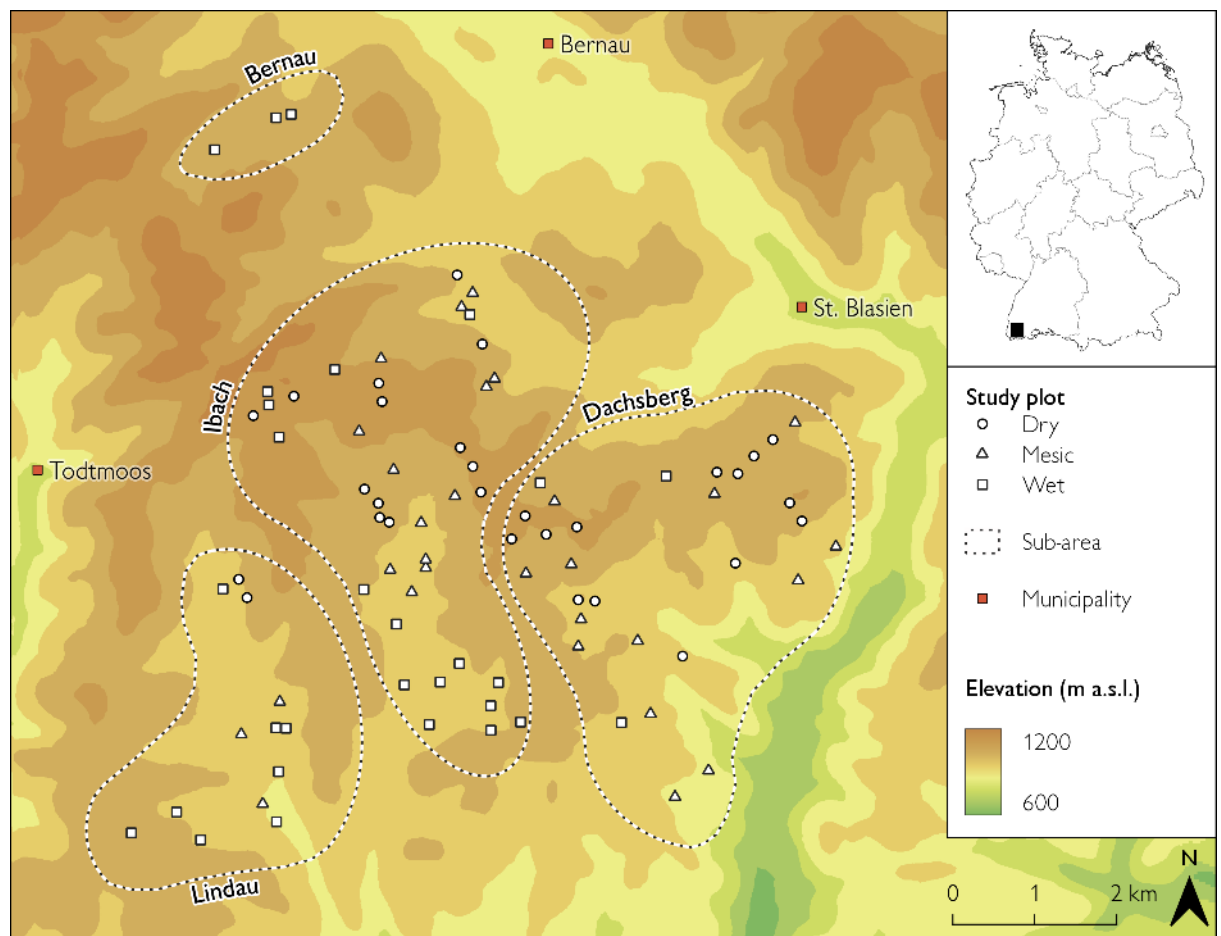 Bernau
Bernau
St. Blasien
Ibach
Dachsberg
Todtmoos
Lindau
Study plot
Dry
Mesic
Wet
Sub-area
Municipality
Elevation (m a.s.l.)
1200
600
N
0 1 2 km